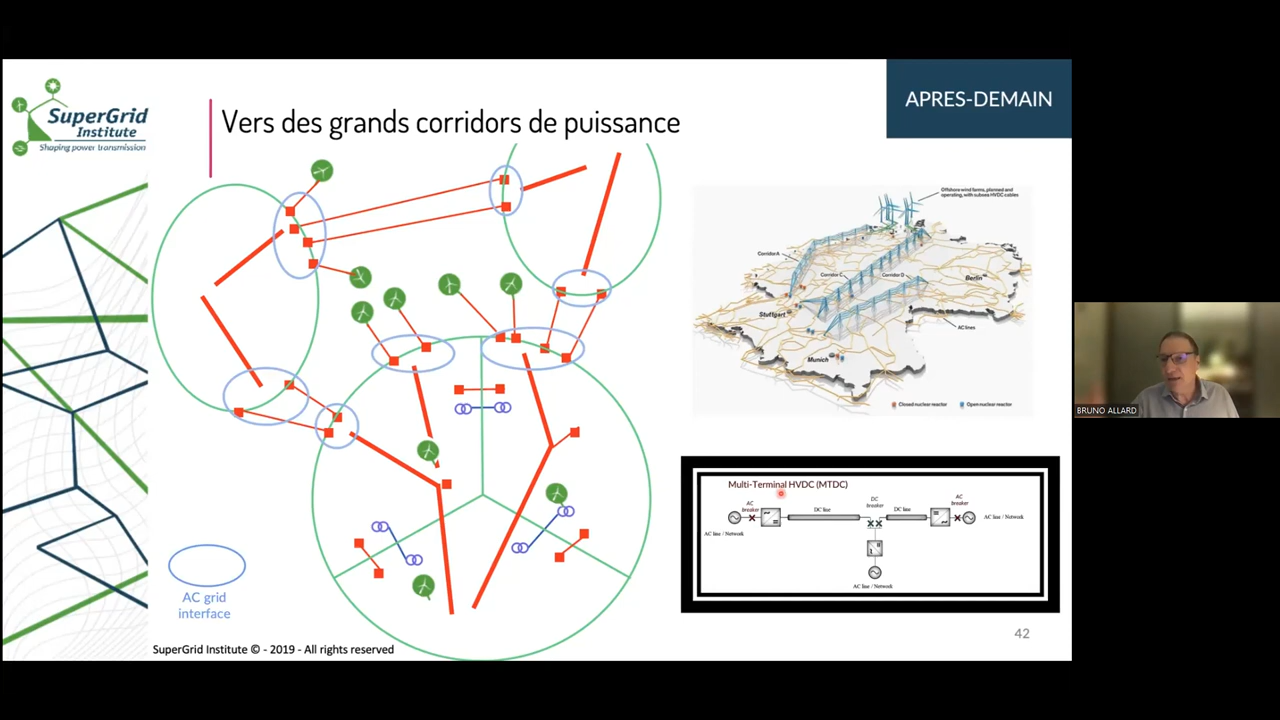 SuperGrid
Institute
Shaping power transmission
Vers des grands corridors de puissance
APRES-DEMAIN
Offshore wind farms, planned and
operating, with subsea HVDC cables
Corridor A
Corridor C
Corridor D
Berlin
Stuttgart
AC lines
Munich
Closed nuclear reactor
Open nuclear reactor
BRUNO ALLARD
Multi-Terminal HVDC (MTDC)
AC
breaker
DC line
DC
breaker
DC line
AC
breaker
AC line / Network
AC line / Network
AC line / Network
AC grid
interface
42
SuperGrid Institute © - 2019 - All rights reserved